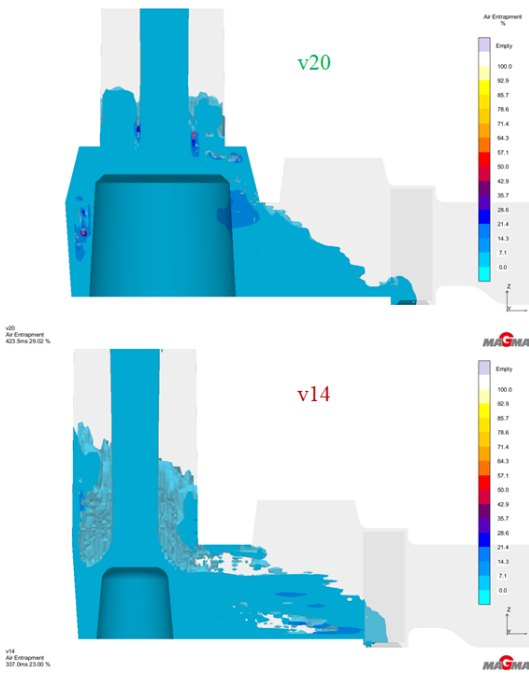 Air Entrapment
%
v20
Empty
100.0
92.9
85.7
78.6
71.4
64.3
57.1
50.0
42.9
35.7
28.6
21.4
14.3
7.1
0.0
Z
X
v20
Air Entrapment
423.5ms 29.02 %
MAGMA
v14
Empty
100.0
92.9
85.7
78.6
71.4
64.3
57.1
50.0
42.9
35.7
28.6
21.4
14.3
7.1
0.0
Z
X
v14
Air Entrapment
337.0ms 23.00 %
MAGMA